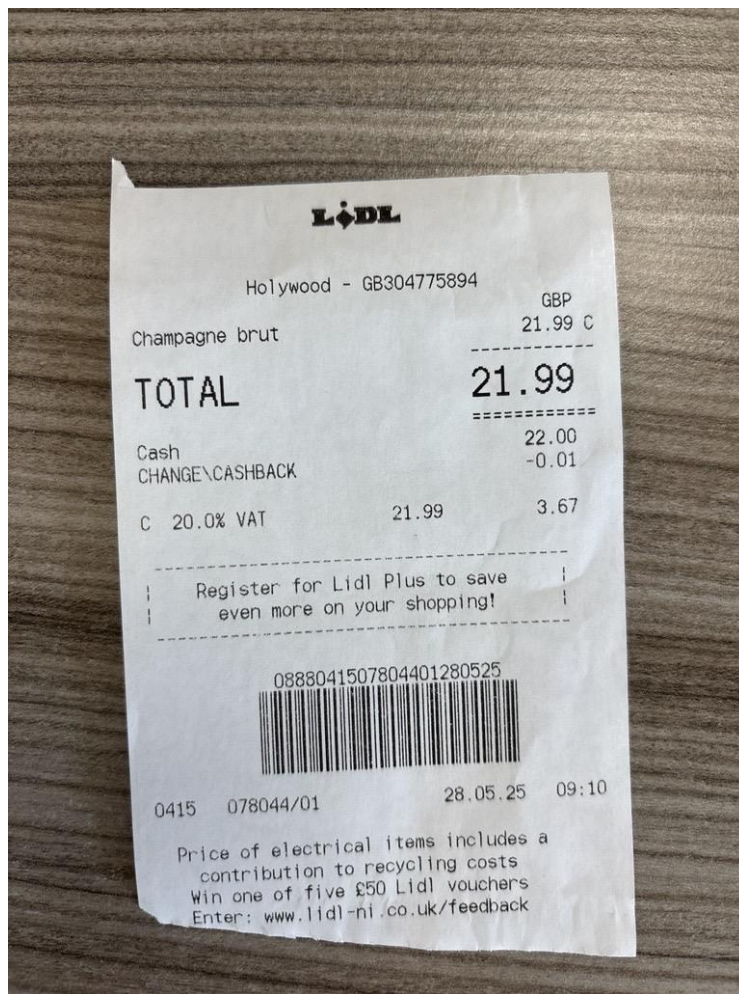 LIDL
Holywood - GB304775894
GBP
Champagne brut 21.99 C
------------
TOTAL 21.99
============
Cash 22.00
CHANGE\CASHBACK -0.01
C 20.0% VAT 21.99 3.67
Register for Lidl Plus to save
even more on your shopping!
0888041507804401280525
0415 078044/01 28.05.25 09:10
Price of electrical items includes a
contribution to recycling costs
Win one of five £50 Lidl vouchers
Enter: www.lidl-ni.co.uk/feedback